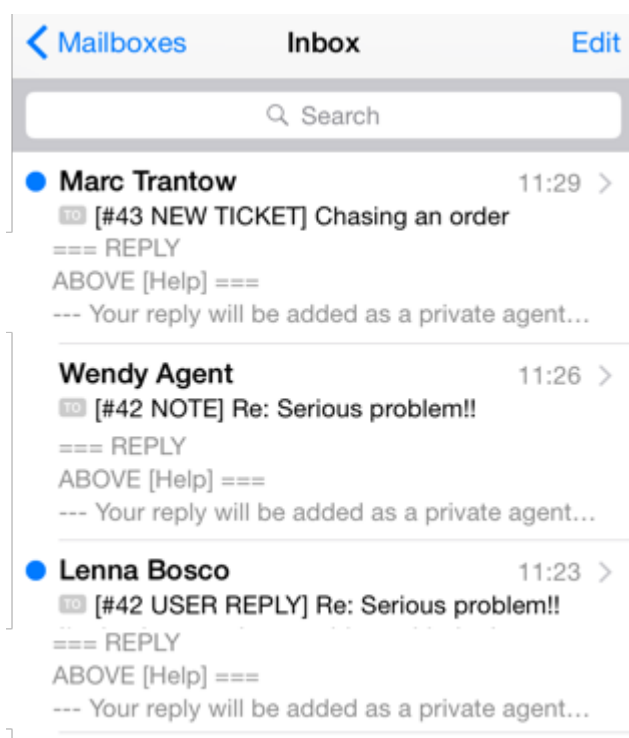 Mailboxes Inbox Edit
Search
Marc Trantow 11:29
TO [#43 NEW TICKET] Chasing an order
=== REPLY
ABOVE [Help] ===
--- Your reply will be added as a private agent...
Wendy Agent 11:26
TO [#42 NOTE] Re: Serious problem!!
=== REPLY
ABOVE [Help] ===
--- Your reply will be added as a private agent...
Lenna Bosco 11:23
TO [#42 USER REPLY] Re: Serious problem!!
=== REPLY
ABOVE [Help] ===
--- Your reply will be added as a private agent...